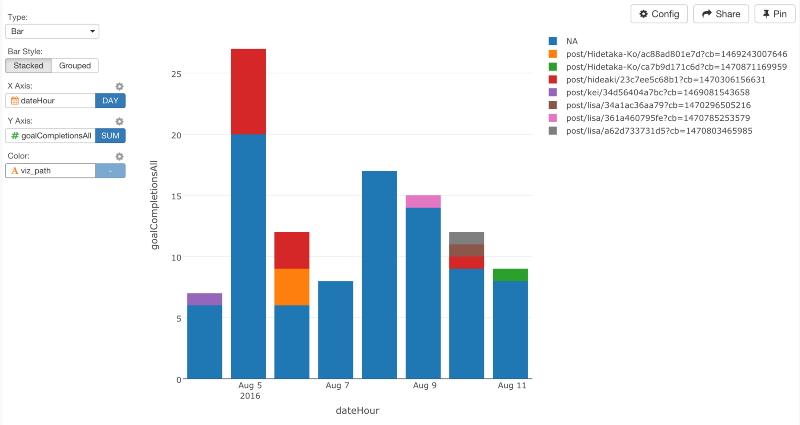 Type:
Bar
Bar Style:
Stacked Grouped
X Axis:
dateHour DAY
Y Axis:
# goalCompletionsAll SUM
Color:
A viz_path -
Config Share Pin
goalCompletionsAll
25
20
15
10
5
0
Aug 5 Aug 7 Aug 9 Aug 11
2016
dateHour
NA
post/Hidetaka-Ko/ac88ad801e7d?cb=1469243007646
post/Hidetaka-Ko/ca7b9d171c6d?cb=1470871169959
post/hideaki/23c7ee5c68b1?cb=1470306156631
post/kei/34d56404a7bc?cb=1469081543658
post/lisa/34a1ac36aa79?cb=1470296505216
post/lisa/361a460795fe?cb=1470785253579
post/lisa/a62d733731d5?cb=1470803465985